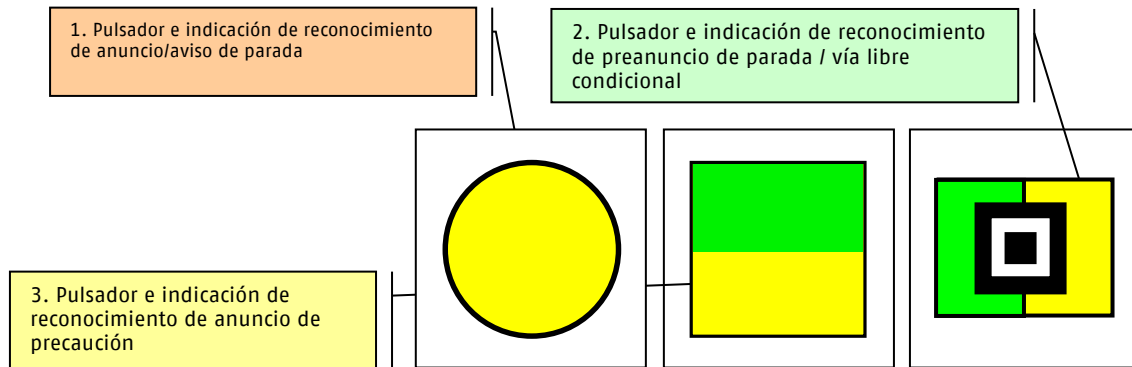 1. Pulsador e indicación de reconocimiento
de anuncio/aviso de parada
2. Pulsador e indicación de reconocimiento
de preanuncio de parada / vía libre
condicional
3. Pulsador e indicación de
reconocimiento de anuncio de
precaución